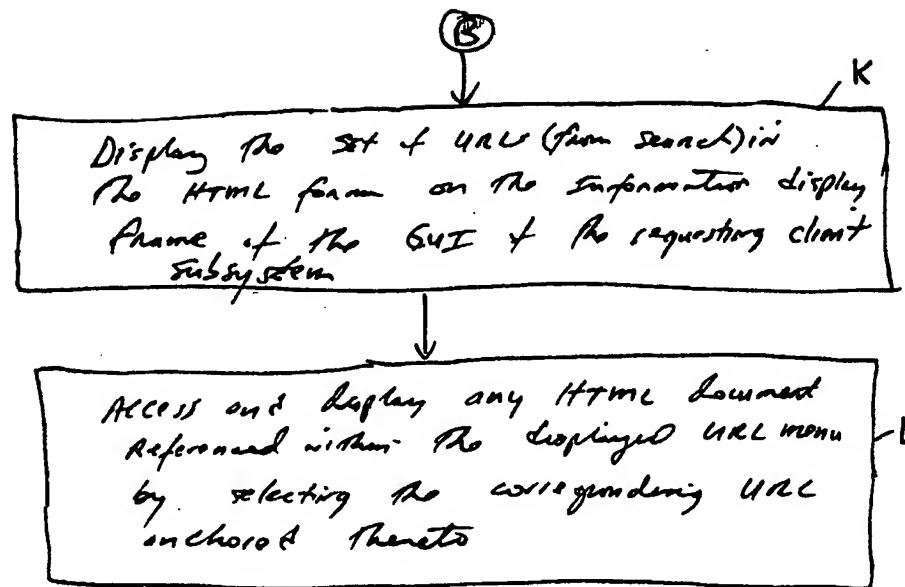 B
K
Display the set of URLs (from search) in
the HTML form on the Information display
frame of the GUI of the requesting client
subsystem
Access and display any HTML document
Referenced within the displayed URL menu
by selecting the corresponding URL
anchored thereto
L